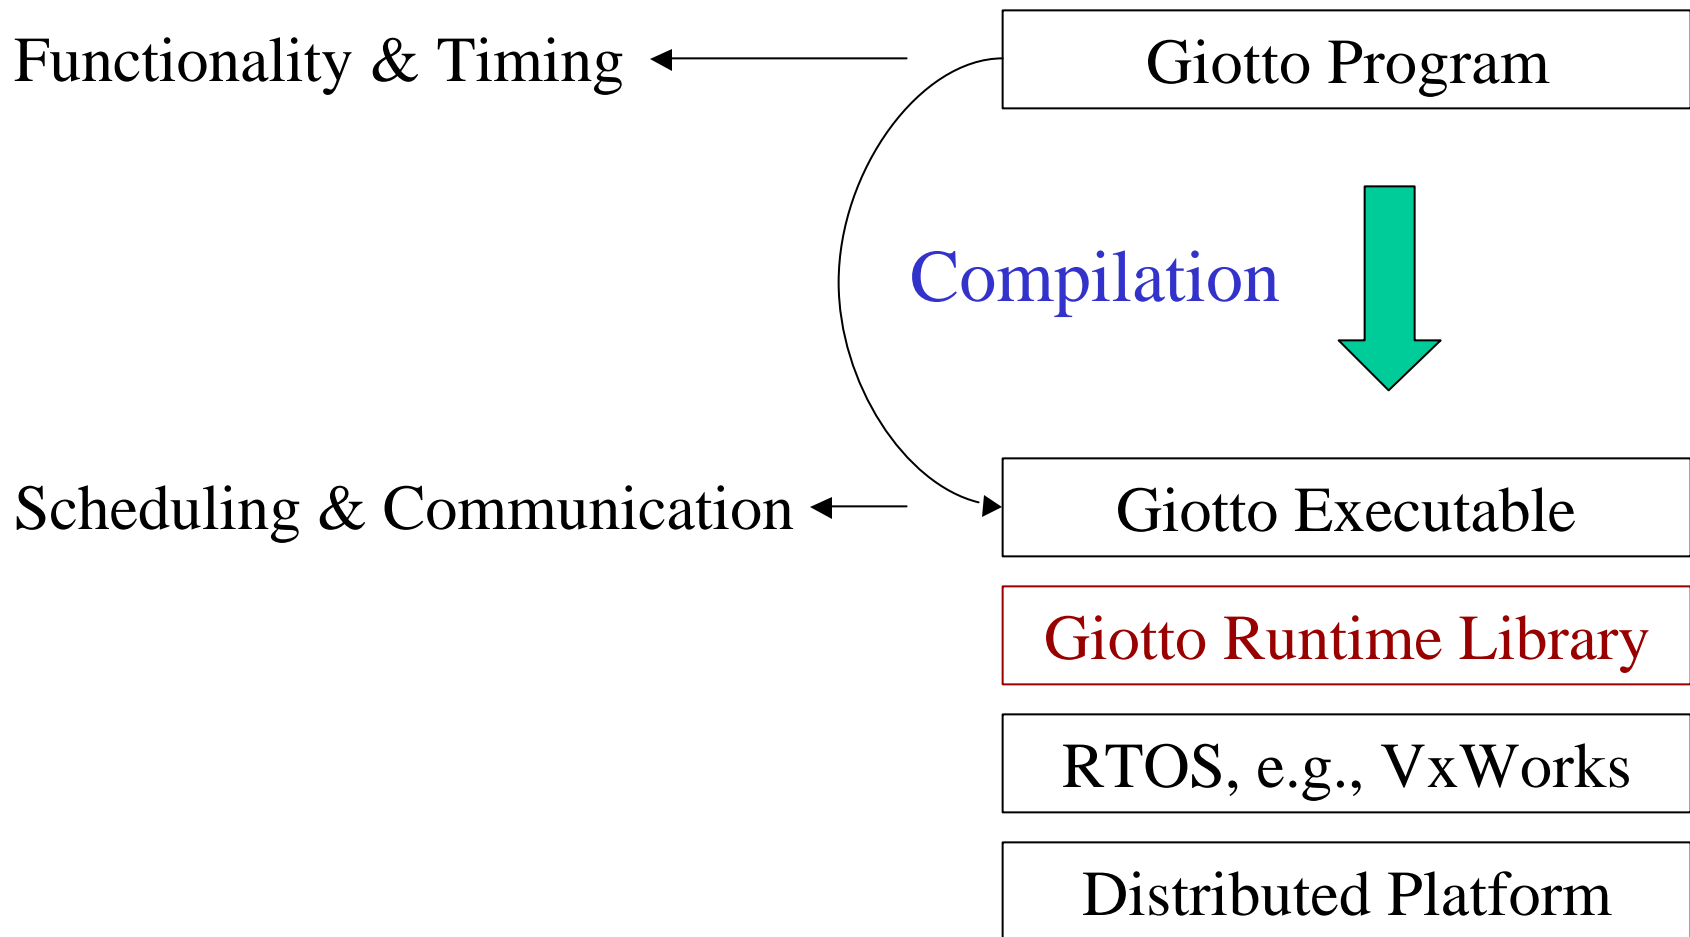 Functionality & Timing
Giotto Program
Compilation
Scheduling & Communication
Giotto Executable
Giotto Runtime Library
RTOS, e.g., VxWorks
Distributed Platform